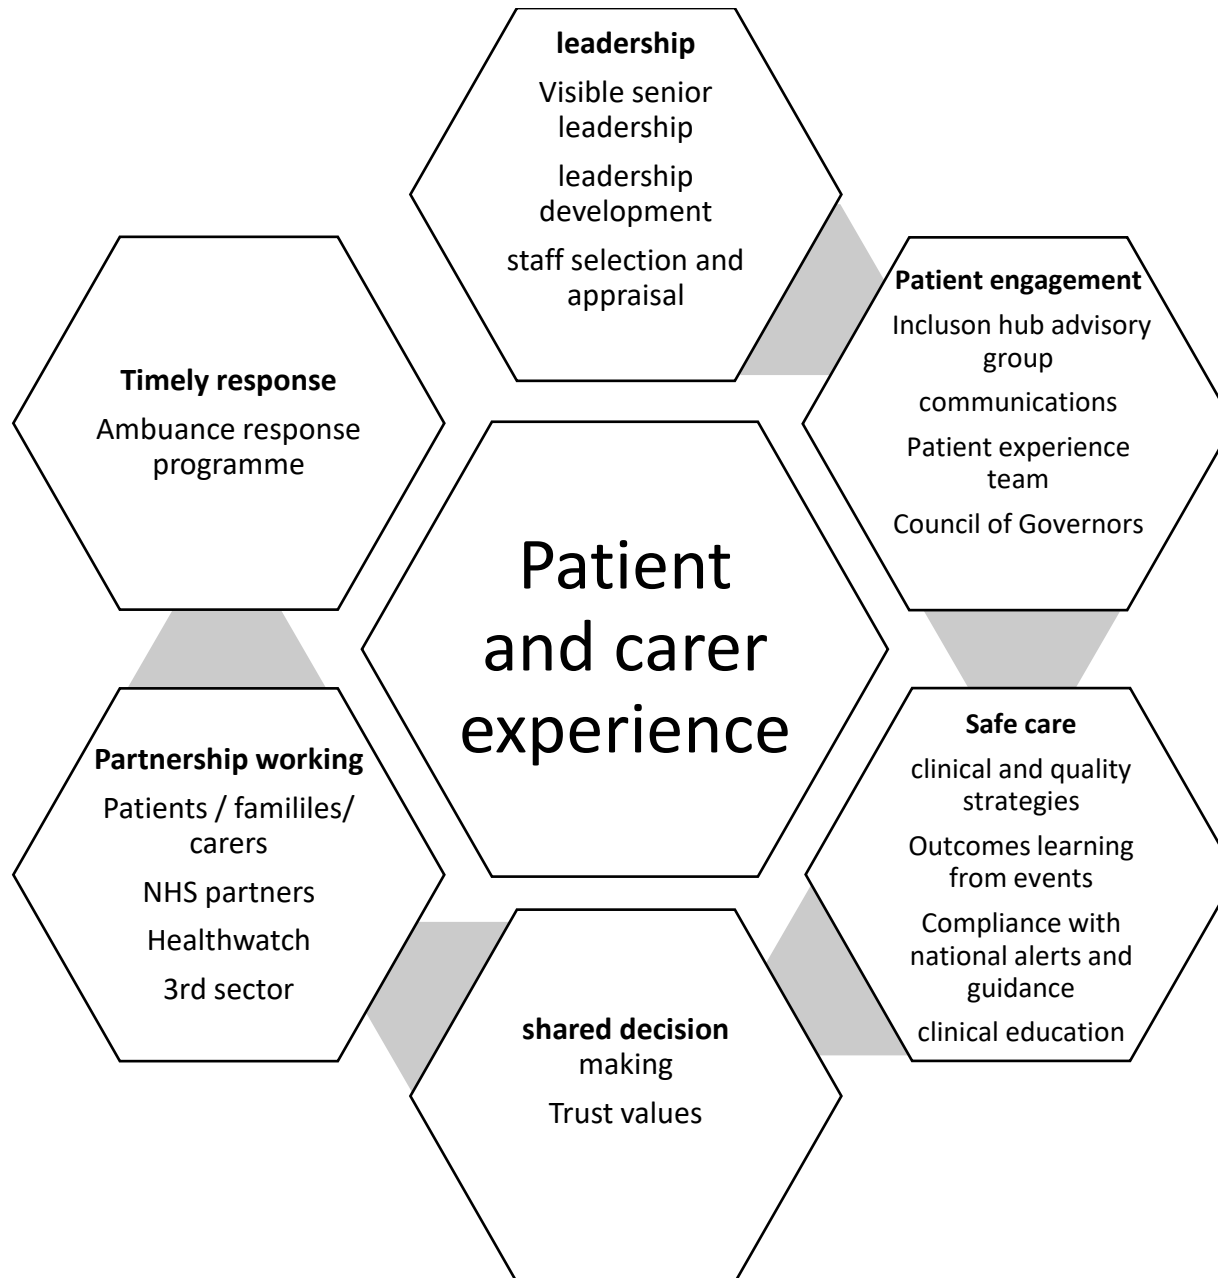 leadership
Visible senior
leadership
leadership
development
staff selection and
appraisal
Patient engagement
Incluson hub advisory
group
communications
Patient experience
team
Council of Governors
Timely response
Ambuance response
programme
Patient
and carer
experience
Safe care
clinical and quality
strategies
Outcomes learning
from events
Compliance with
national alerts and
guidance
clinical education
Partnership working
Patients / famililes/
carers
NHS partners
Healthwatch
3rd sector
shared decision
making
Trust values